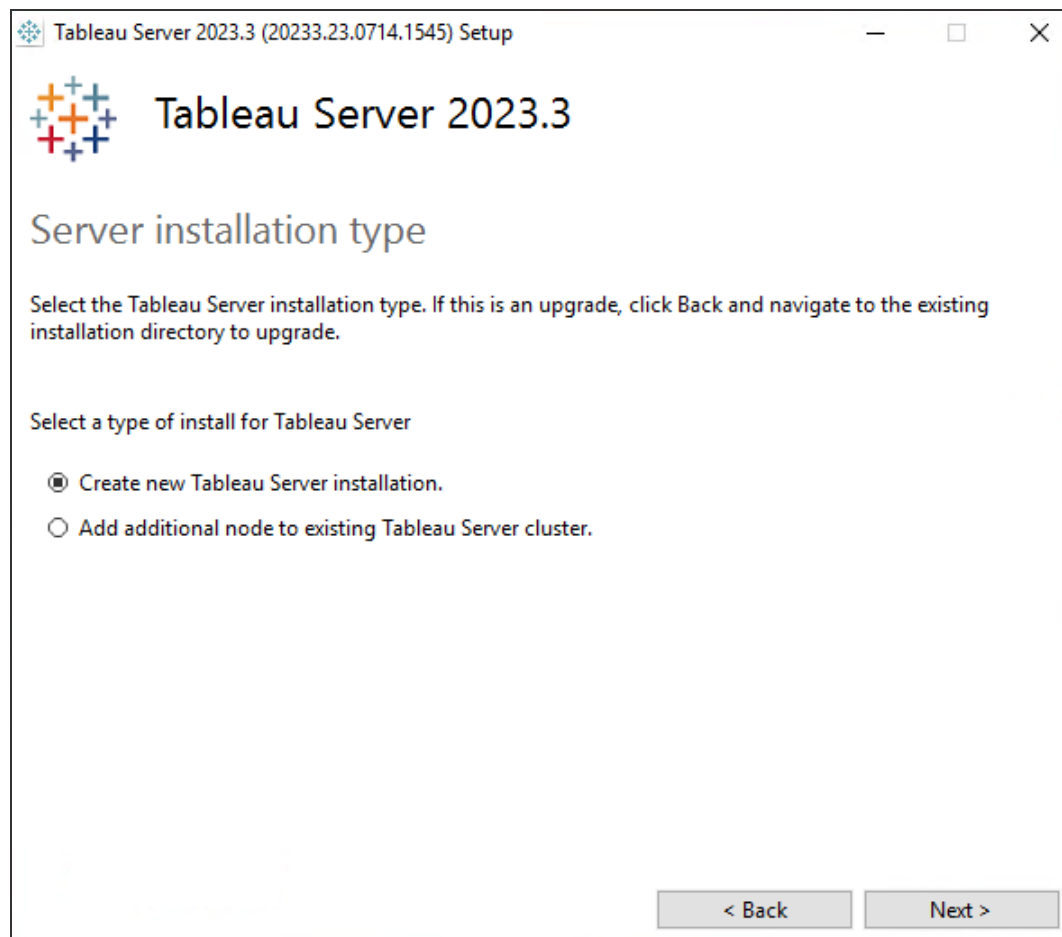 Tableau Server 2023.3 (20233.23.0714.1545) Setup
Tableau Server 2023.3
Server installation type
Select the Tableau Server installation type. If this is an upgrade, click Back and navigate to the existing
installation directory to upgrade.
Select a type of install for Tableau Server
Create new Tableau Server installation.
Add additional node to existing Tableau Server cluster.
< Back
Next >